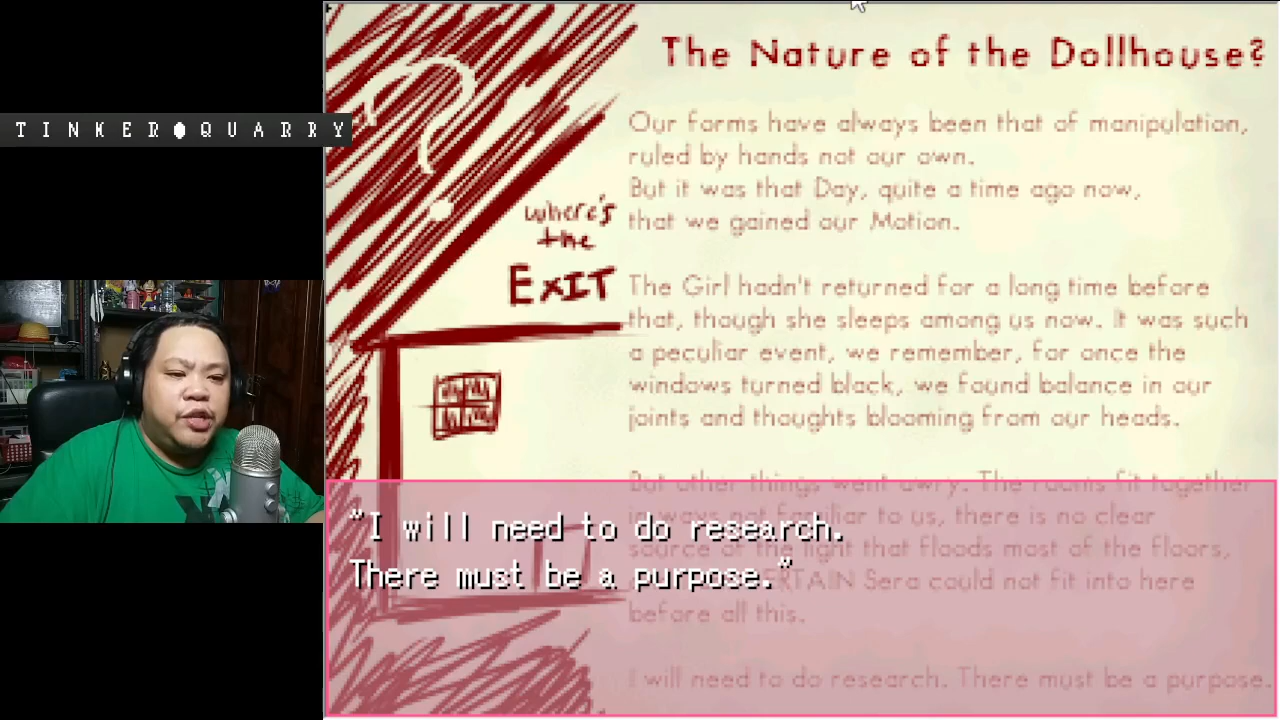 TINKER QUARRY
The Nature of the Dollhouse?
Our forms have always been that of manipulation,
ruled by hands not our own.
But it was that Day, quite a time ago now,
that we gained our Motion.
where's
the
EXIT
The Girl hadn't returned for a long time before
that, though she sleeps among us now. It was such
a peculiar event, we remember, for once the
windows turned black, we found balance in our
joints and thoughts blooming from our heads.
But other things went awry. The rooms fit together
in ways not familiar to us, there is no clear
source of the light that floods most of the floors,
Sera could not fit into here
before all this.
I will need to do research. There must be a purpose.
"I will need to do research.
There must be a purpose."